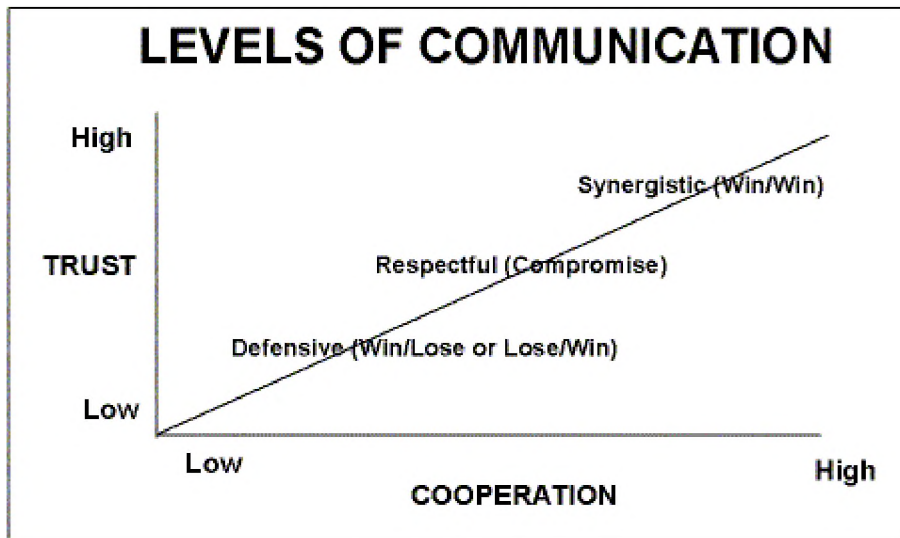 LEVELS OF COMMUNICATION
High
Synergistic (Win/Win)
TRUST
Respectful (Compromise)
Defensive (Win/Lose or Lose/Win)
Low
Low
High
COOPERATION